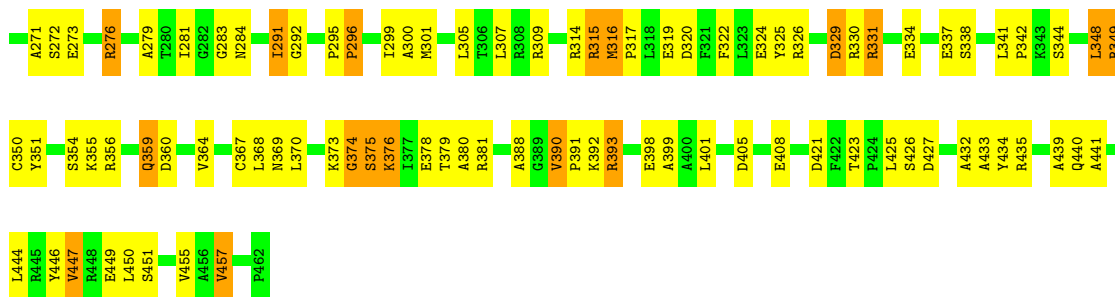 A271 S272 E273 R276 A279 T280 I281 G282 G283 N284 I291 G292 P295 P296 I299 A300 M301 L305 T306 L307 R308 R309 R314 R315 M316 P317 L318 E319 D320 F321 F322 L323 E324 Y325 R326 D329 R330 R331 E334 E337 S338 L341 P342 K343 S344 L348
C350 Y351 S354 K355 R356 Q359 D360 V364 C367 L368 N369 L370 K373 G374 S375 K376 I377 E378 T379 A380 R381 A388 G389 V390 P391 K392 R393 E398 A399 A400 L401 D405 E408 D421 F422 T423 P424 L425 S426 D427 A432 A433 Y434 R435 A439 Q440 A441
L444 R445 Y446 V447 R448 E449 L450 S451 V455 A456 V457 P462